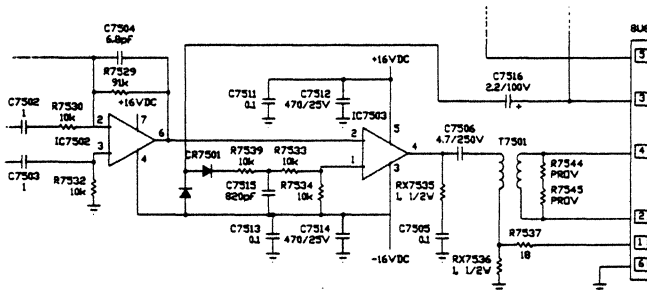 C7504
6.8pF
R7529
91k
+16VDC
C7502
1
R7530
10k
2
7
6
3
4
IC7502
C7503
1
R7532
10k
CR7501
R7539
10k
R7533
10k
C7515
820pF
R7534
10k
C7511
0.1
C7512
470/25V
+16VDC
IC7503
2
5
1
4
3
C7513
0.1
C7514
470/25V
-16VDC
C7506
4.7/250V
RX7535
1, 1/2W
C7505
0.1
C7516
2.2/100V
+
T7501
R7544
PROV
R7545
PROV
R7537
18
RX7536
1, 1/2W
5
3
4
2
1
6